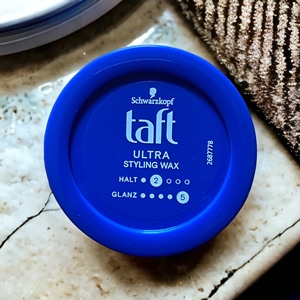 Schwarzkopf
taft
ULTRA
STYLING WAX
HALT 2
GLANZ 5
2687778